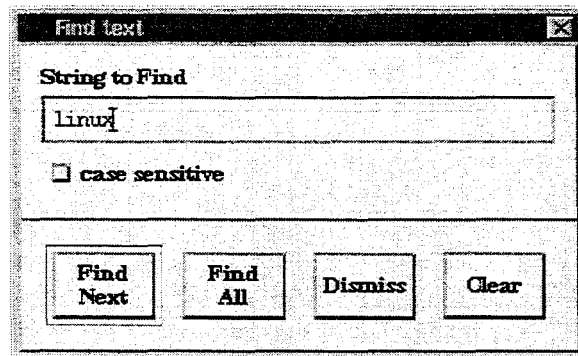 Find text
String to Find
linux
case sensitive
Find Next
Find All
Dismiss
Clear